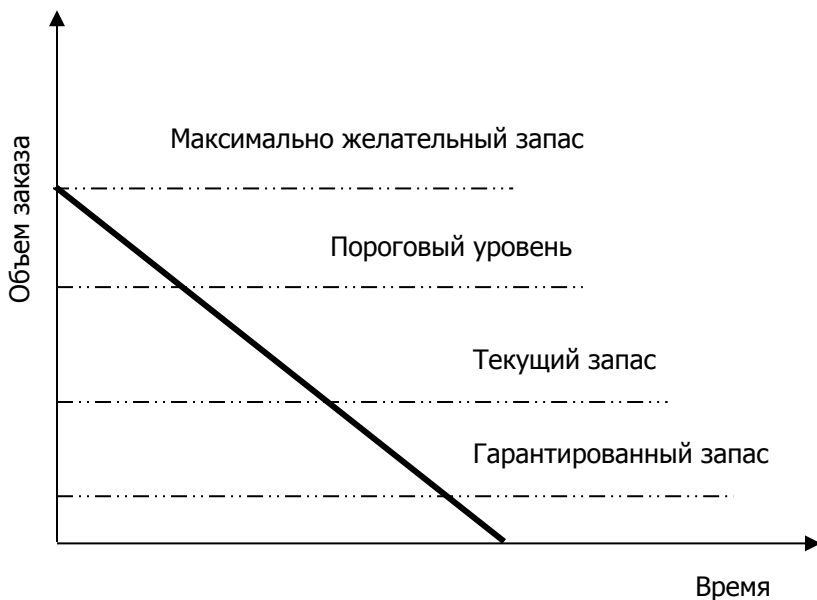 Максимально желательный запас
Объем заказа
Пороговый уровень
Текущий запас
Гарантированный запас
Время